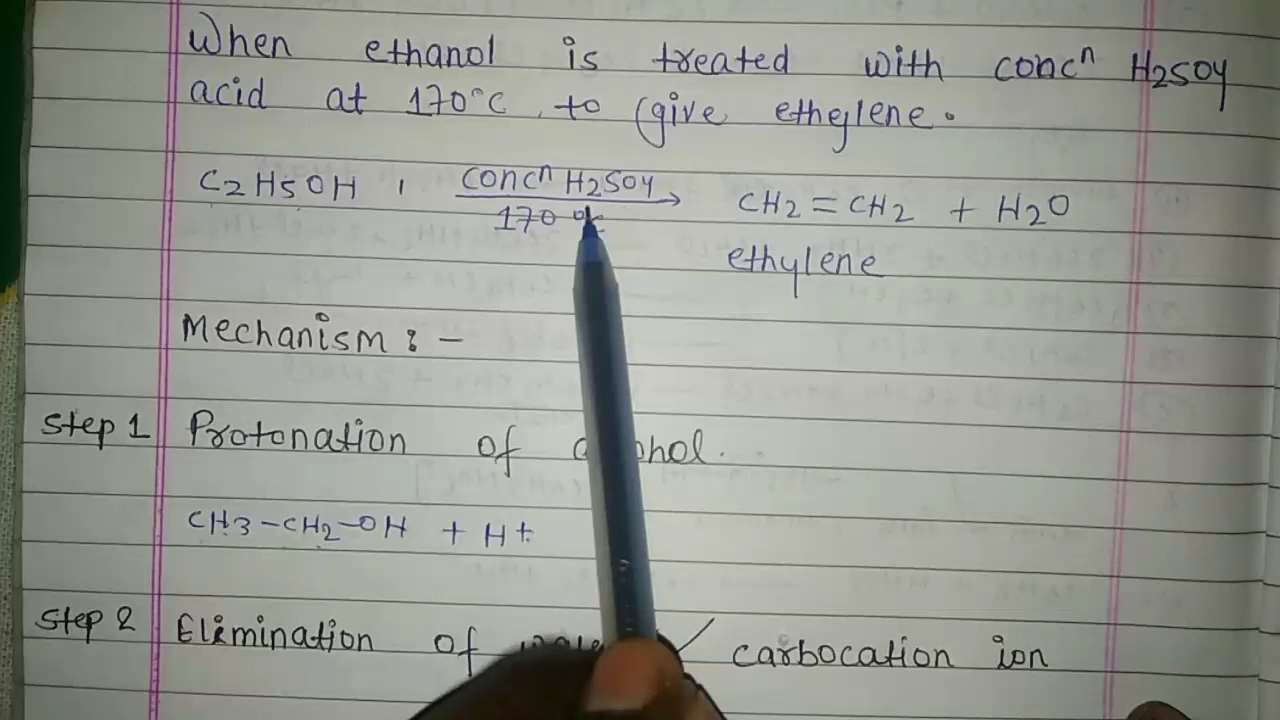 When ethanol is treated with concⁿ H2SO4
acid at 170°C, to give ethylene.
C2H5OH, concⁿ H2SO4 CH2=CH2 + H2O
170
ethylene
Mechanism : -
Step 1 Protonation of
CH3-CH2-OH + H+
Step 2 Elimination of / carbocation ion